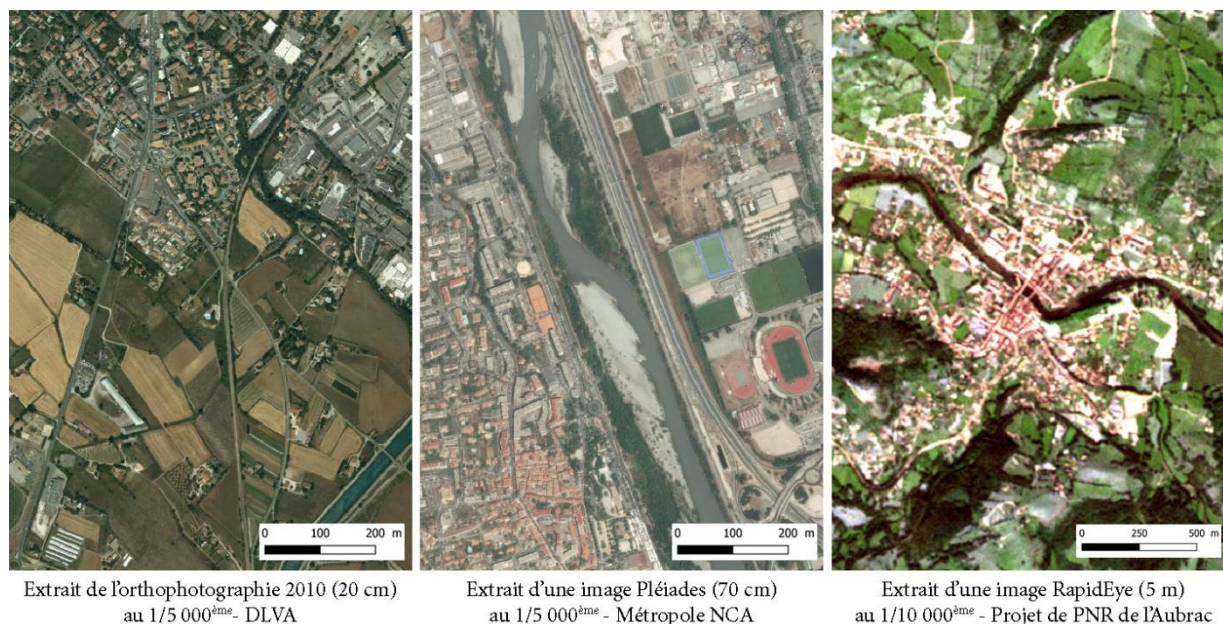 0 100 200 m
0 100 200 m
0 250 500 m
Extrait de l'orthophotographie 2010 (20 cm)
au 1/5 000ème - DLVA
Extrait d'une image Pléiades (70 cm)
au 1/5 000ème - Métropole NCA
Extrait d'une image RapidEye (5 m)
au 1/10 000ème - Projet de PNR de l'Aubrac